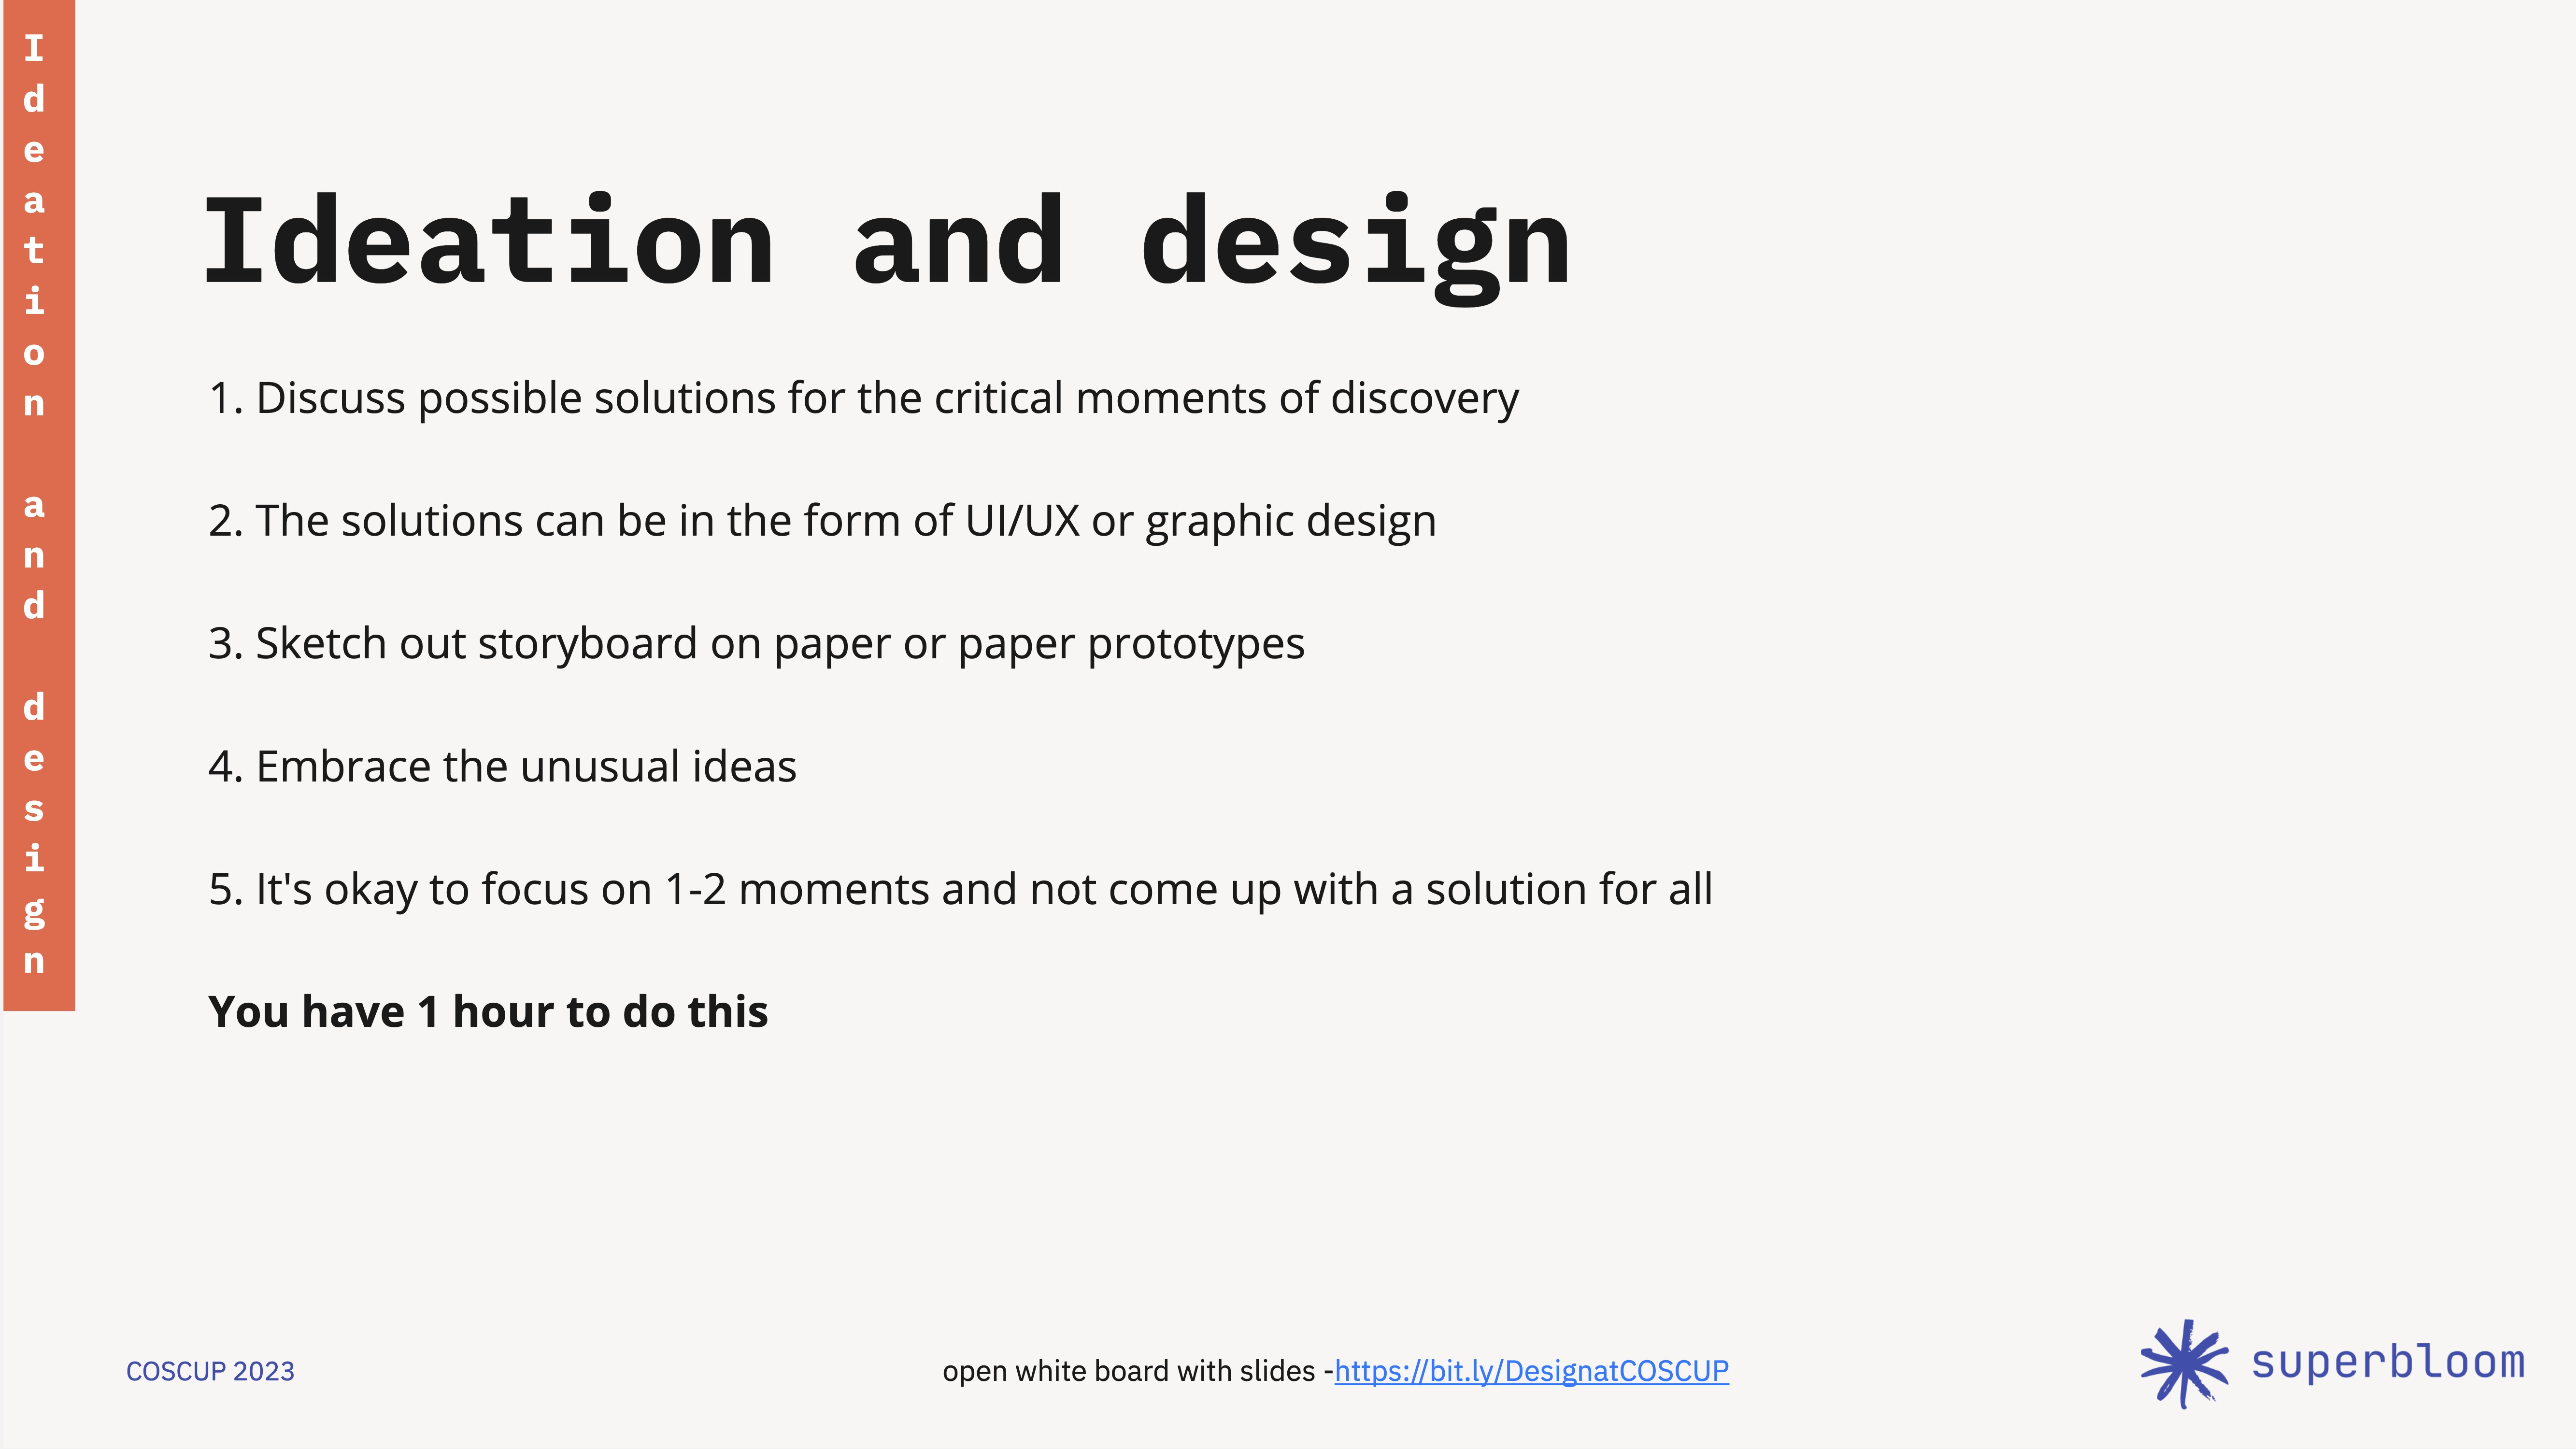 Ideation and design
Ideation and design
1. Discuss possible solutions for the critical moments of discovery
2. The solutions can be in the form of UI/UX or graphic design
3. Sketch out storyboard on paper or paper prototypes
4. Embrace the unusual ideas
5. It's okay to focus on 1-2 moments and not come up with a solution for all
You have 1 hour to do this
COSCUP 2023
open white board with slides -https://bit.ly/DesignatCOSCUP
superbloom